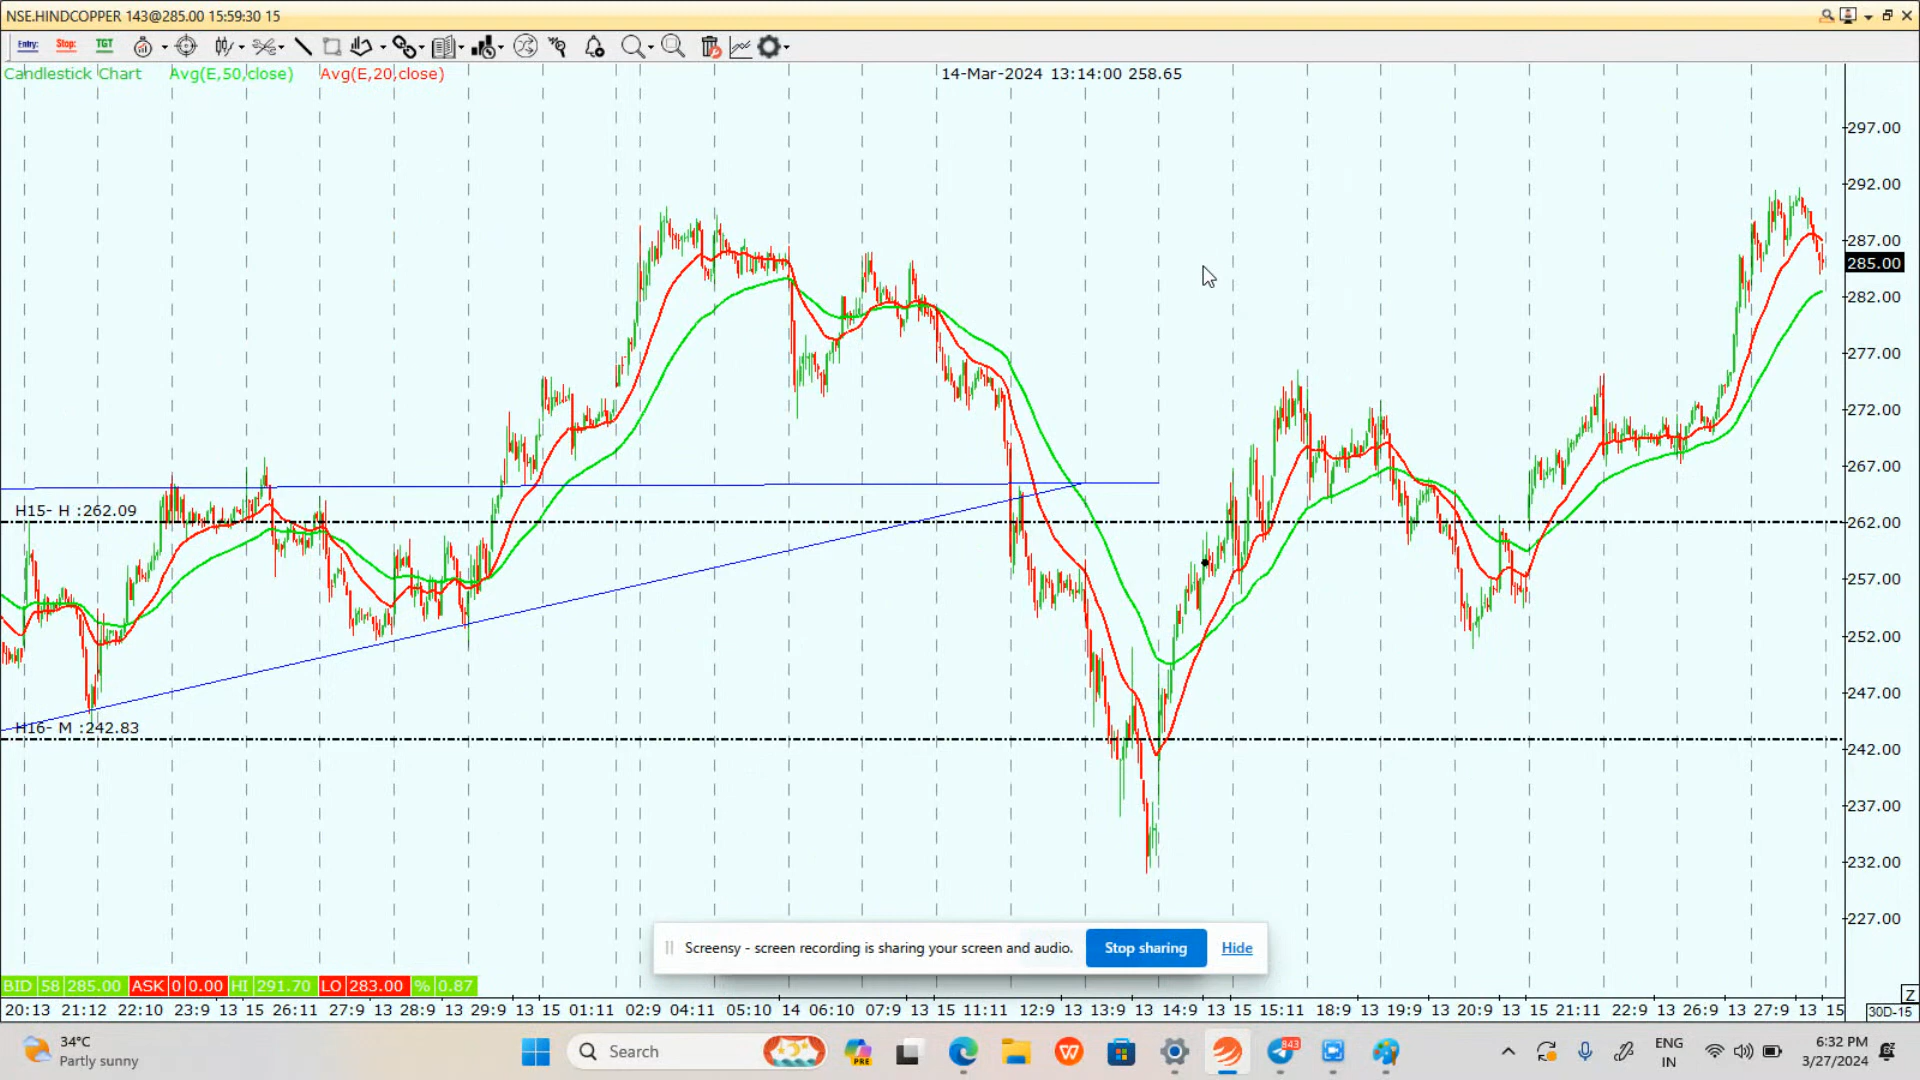 NSE.HINDCOPPER 143@285.00 15:59:30 15
Entry: Stop: TGT
Candlestick Chart Avg(E,50,close) Avg(E,20,close) 14-Mar-2024 13:14:00 258.65
297.00
292.00
287.00
285.00
282.00
277.00
272.00
267.00
H15- H :262.09
262.00
257.00
252.00
247.00
H16- M :242.83
242.00
237.00
232.00
227.00
Screensy - screen recording is sharing your screen and audio. Stop sharing Hide
BID 58 285.00 ASK 0 0.00 HI 291.70 LO 283.00 % 0.87
Z
20:13 21:12 22:10 23:9 13 15 26:11 27:9 13 28:9 13 29:9 13 15 01:11 02:9 04:11 05:10 14 06:10 07:9 13 15 11:11 12:9 13 13:9 13 14:9 13 15 15:11 18:9 13 19:9 13 20:9 13 15 21:11 22:9 13 26:9 13 27:9 13 15 30D-15
34°C
Partly sunny
Search
PRE
843
ENG
IN
6:32 PM
3/27/2024